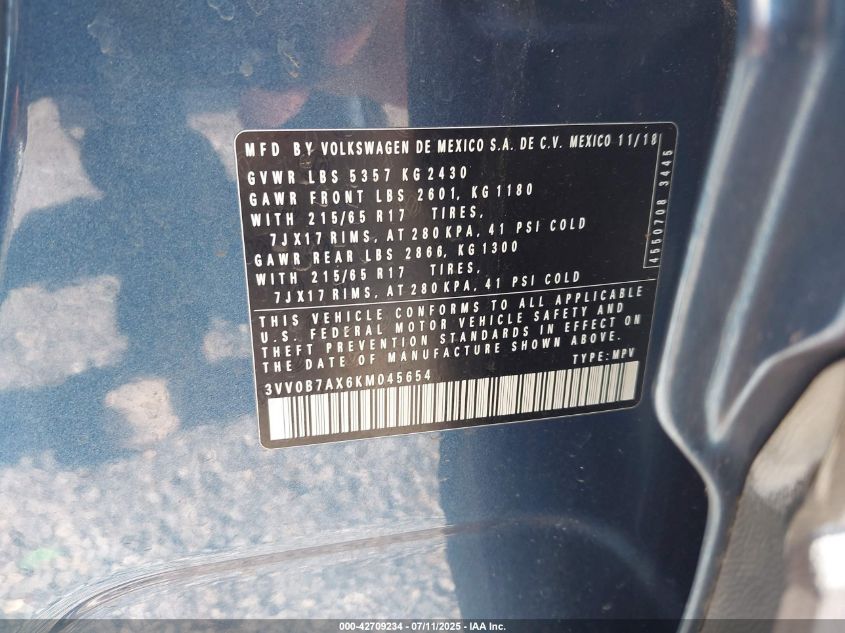 MFD BY VOLKSWAGEN DE MEXICO S.A. DE C.V. MEXICO 11/18
GVWR LBS 5357 KG 2430
GAWR FRONT LBS 2601, KG 1180
WITH 215/65 R17 TIRES,
7JX17 RIMS, AT 280 KPA, 41 PSI COLD
GAWR REAR LBS 2866, KG 1300
WITH 215/65 R17 TIRES,
7JX17 RIMS, AT 280 KPA, 41 PSI COLD
4550708 3445
THIS VEHICLE CONFORMS TO ALL APPLICABLE
U.S. FEDERAL MOTOR VEHICLE SAFETY AND
THEFT PREVENTION STANDARDS IN EFFECT ON
THE DATE OF MANUFACTURE SHOWN ABOVE.
3VV0B7AX6KM045654 TYPE: MPV
000-42709234 - 07/11/2025 - IAA Inc.